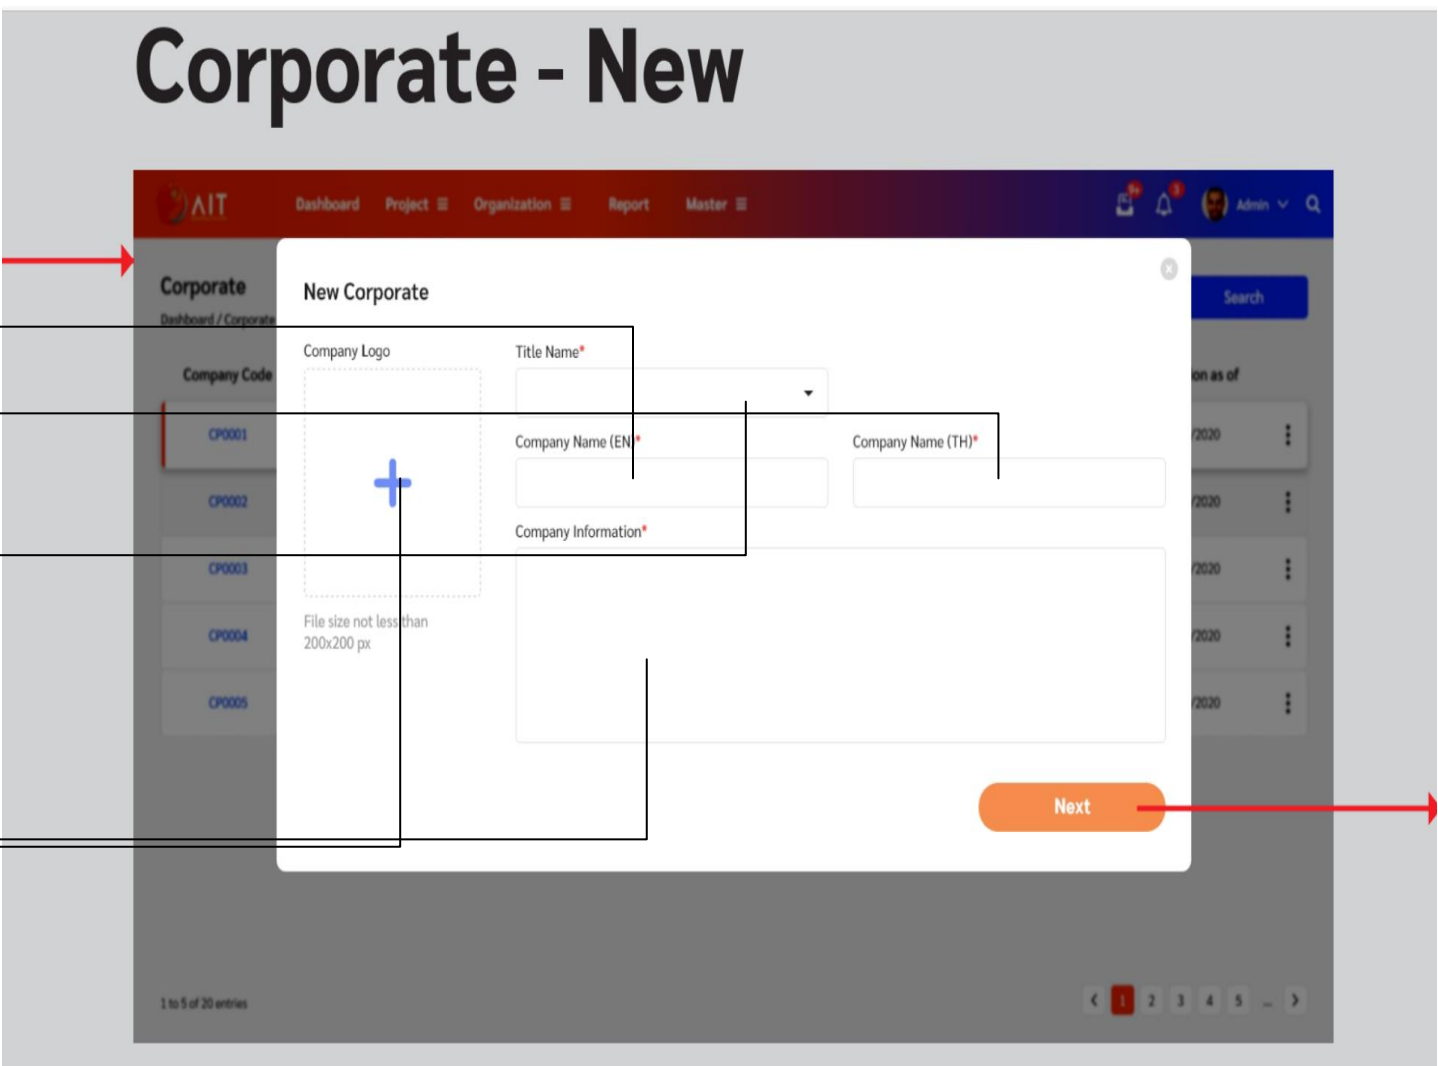 Corporate - New
AIT
Dashboard Project Organization Report Master 9+ 3 Admin
Corporate
Dashboard / Corporate
New Corporate
x
Search
Company Logo Title Name*
Company Code on as of
CP0001 /2020
Company Name (EN)* Company Name (TH)*
CP0002 /2020
Company Information*
CP0003 /2020
File size not less than
200x200 px
CP0004 /2020
CP0005 /2020
Next
1 to 5 of 20 entries < 1 2 3 4 5 ... >